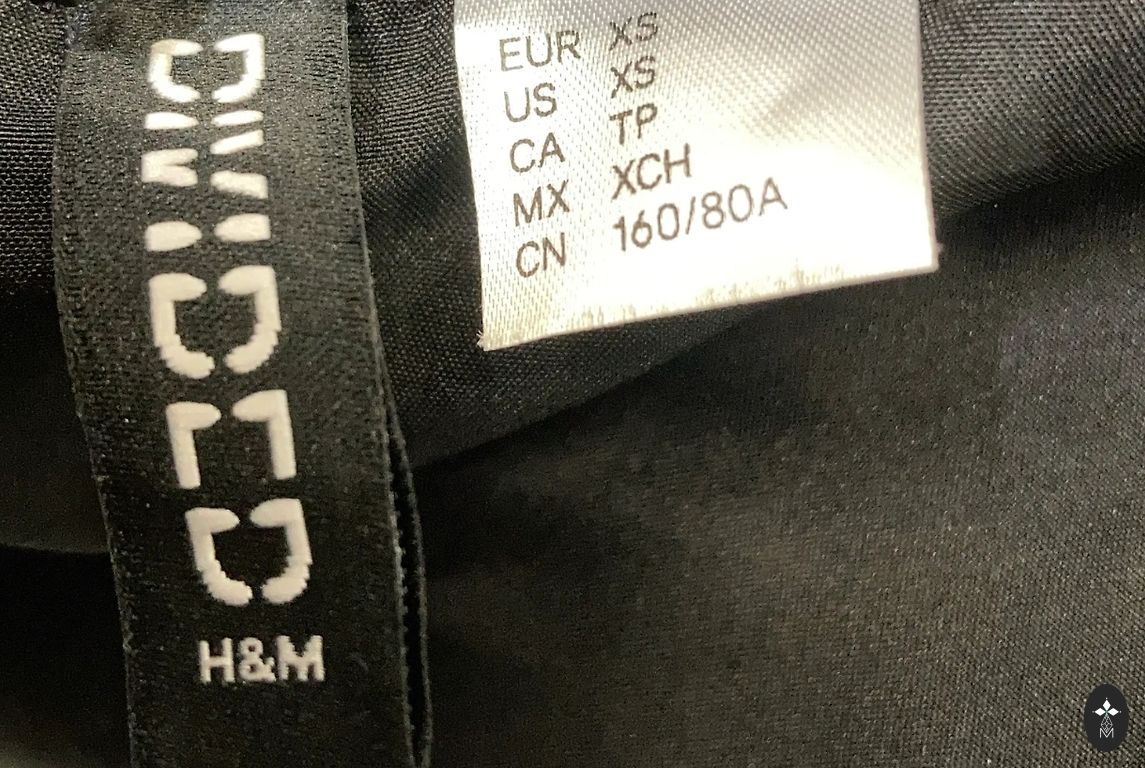 DIVIDED
H&M
EUR XS
US XS
CA TP
MX XCH
CN 160/80A